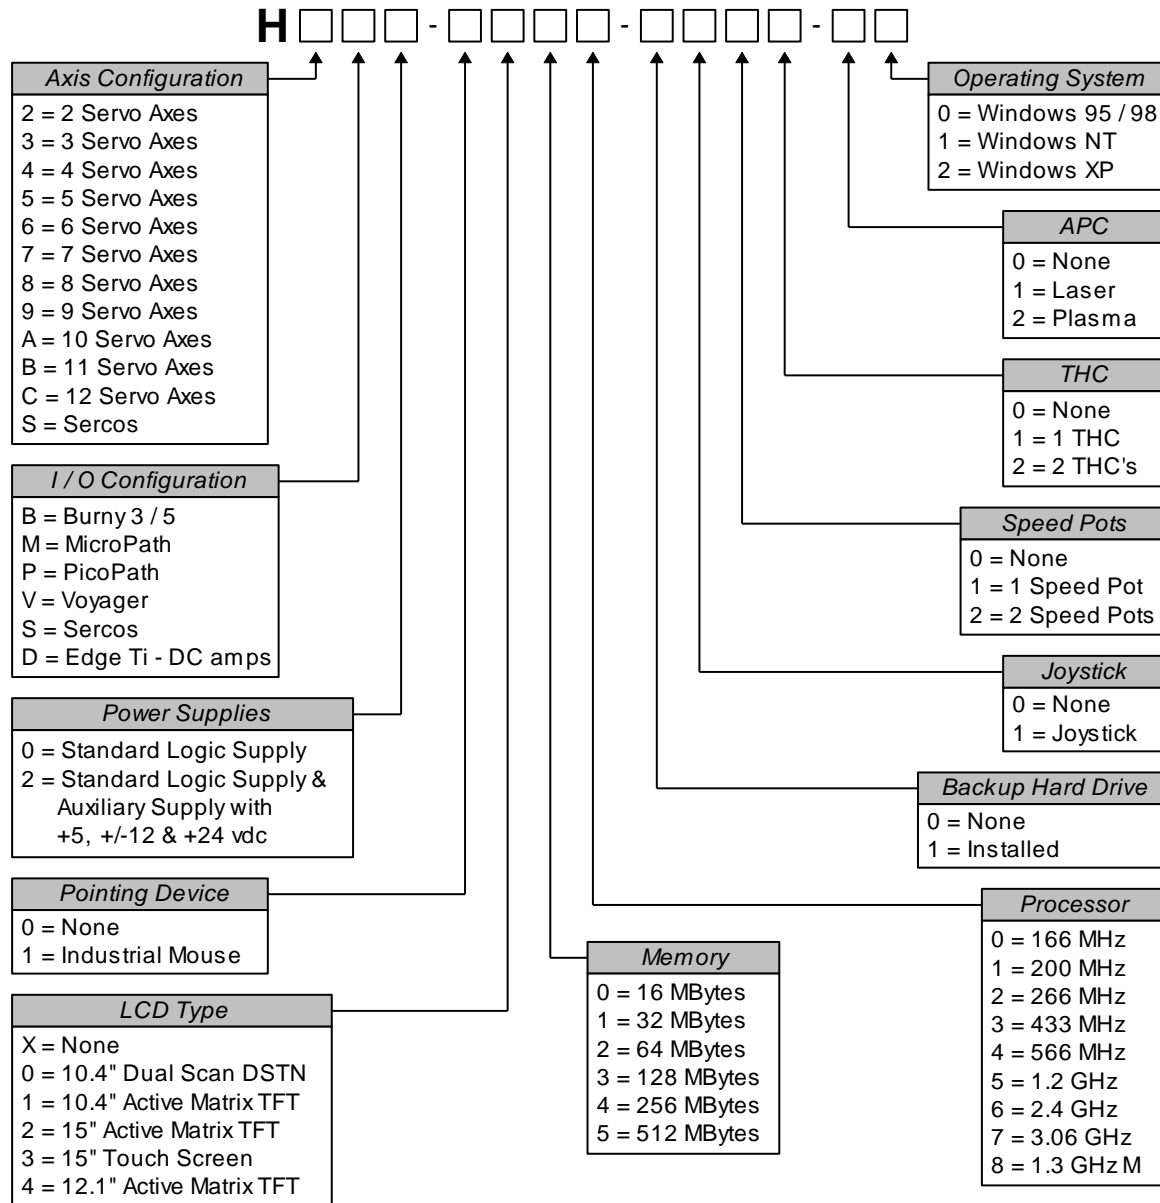 H - - -
Axis Configuration
2 = 2 Servo Axes
3 = 3 Servo Axes
4 = 4 Servo Axes
5 = 5 Servo Axes
6 = 6 Servo Axes
7 = 7 Servo Axes
8 = 8 Servo Axes
9 = 9 Servo Axes
A = 10 Servo Axes
B = 11 Servo Axes
C = 12 Servo Axes
S = Sercos
I / O Configuration
B = Burny 3 / 5
M = MicroPath
P = PicoPath
V = Voyager
S = Sercos
D = Edge Ti - DC amps
Power Supplies
0 = Standard Logic Supply
2 = Standard Logic Supply &
Auxiliary Supply with
+5, +/-12 & +24 vdc
Pointing Device
0 = None
1 = Industrial Mouse
LCD Type
X = None
0 = 10.4" Dual Scan DSTN
1 = 10.4" Active Matrix TFT
2 = 15" Active Matrix TFT
3 = 15" Touch Screen
4 = 12.1" Active Matrix TFT
Memory
0 = 16 MBytes
1 = 32 MBytes
2 = 64 MBytes
3 = 128 MBytes
4 = 256 MBytes
5 = 512 MBytes
Operating System
0 = Windows 95 / 98
1 = Windows NT
2 = Windows XP
APC
0 = None
1 = Laser
2 = Plasma
THC
0 = None
1 = 1 THC
2 = 2 THC's
Speed Pots
0 = None
1 = 1 Speed Pot
2 = 2 Speed Pots
Joystick
0 = None
1 = Joystick
Backup Hard Drive
0 = None
1 = Installed
Processor
0 = 166 MHz
1 = 200 MHz
2 = 266 MHz
3 = 433 MHz
4 = 566 MHz
5 = 1.2 GHz
6 = 2.4 GHz
7 = 3.06 GHz
8 = 1.3 GHz M